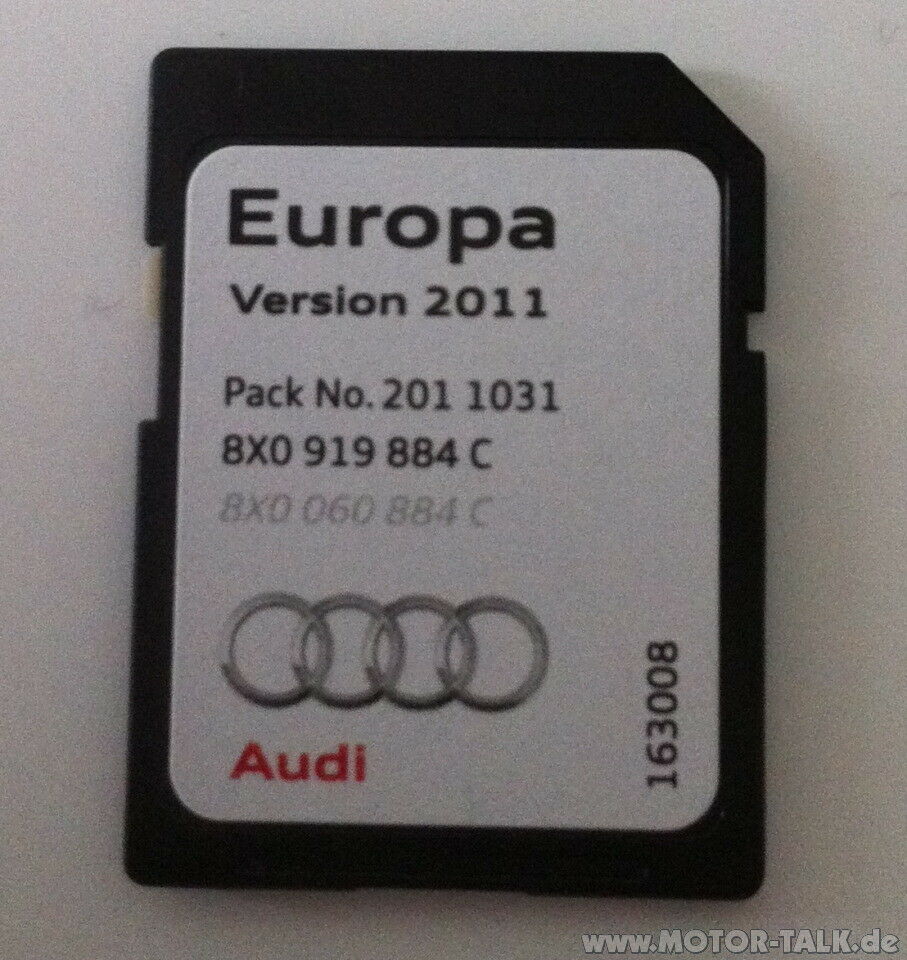 Europa
Version 2011
Pack No. 201 1031
8X0 919 884 C
8X0 060 884 C
Audi
163008
www.MOTOR-TALK.de